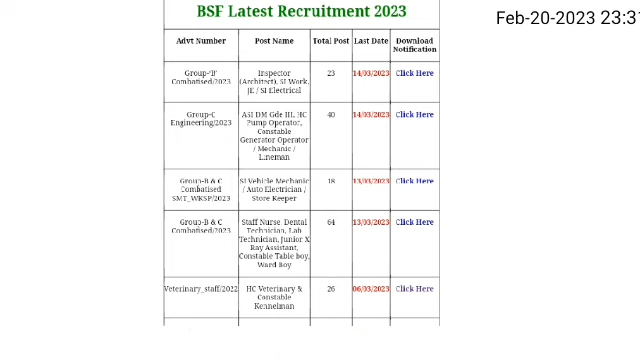 BSF Latest Recruitment 2023
Feb-20-2023 23:31
Advt Number Post Name Total Post Last Date Download
Notification
Group-'B'
Combatised/2023
Inspector
(Architect), SI Work,
JE / SI Electrical
23
14/03/2023
Click Here
Group-C
Engineering/2023
ASI DM Gde III, HC
Pump Operator,
Constable
Generator Operator
/ Mechanic /
Lineman
40
14/03/2023
Click Here
Group-B & C
Combatised
SMT_WKSP/2023
SI Vehicle Mechanic
/ Auto Electrician /
Store Keeper
18
13/03/2023
Click Here
Group-B & C
Combatised/2023
Staff Nurse, Dental
Technician, Lab
Technician, Junior X
Ray Assistant,
Constable Table boy,
Ward Boy
64
13/03/2023
Click Here
Veterinary_staff/2022
HC Veterinary &
Constable
Kennelman
26
06/03/2023
Click Here